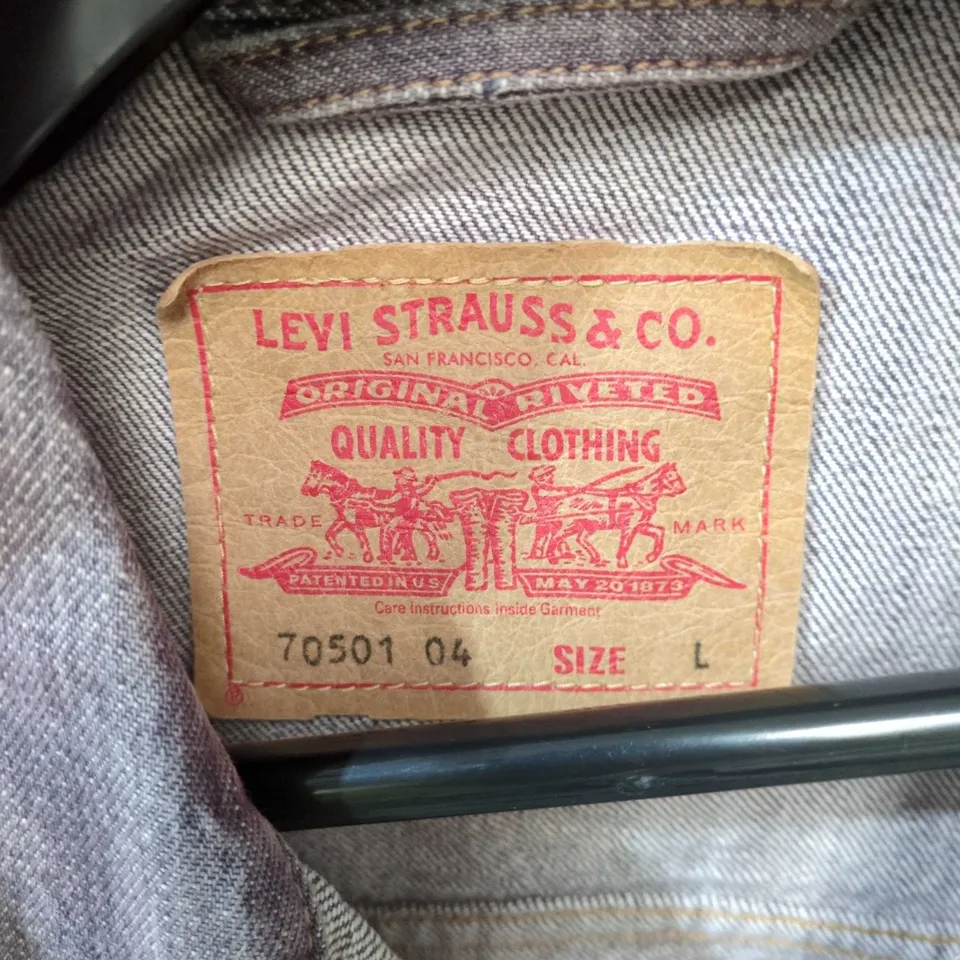 LEVI STRAUSS & CO.
SAN FRANCISCO, CAL.
ORIGINAL RIVETED
QUALITY CLOTHING
TRADE MARK
PATENTED IN U.S. MAY 20 1873
Care Instructions Inside Garment
70501 04 SIZE L
®